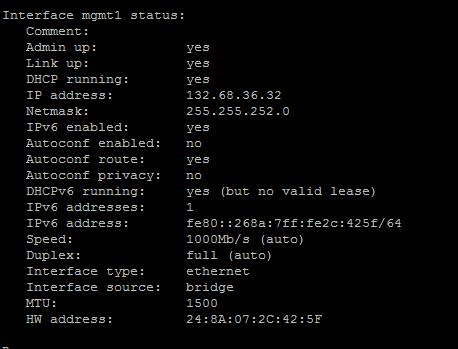 Interface mgmt1 status:
Comment:
Admin up: yes
Link up: yes
DHCP running: yes
IP address: 132.68.36.32
Netmask: 255.255.252.0
IPv6 enabled: yes
Autoconf enabled: no
Autoconf route: yes
Autoconf privacy: no
DHCPv6 running: yes (but no valid lease)
IPv6 addresses: 1
IPv6 address: fe80::268a:7ff:fe2c:425f/64
Speed: 1000Mb/s (auto)
Duplex: full (auto)
Interface type: ethernet
Interface source: bridge
MTU: 1500
HW address: 24:8A:07:2C:42:5F